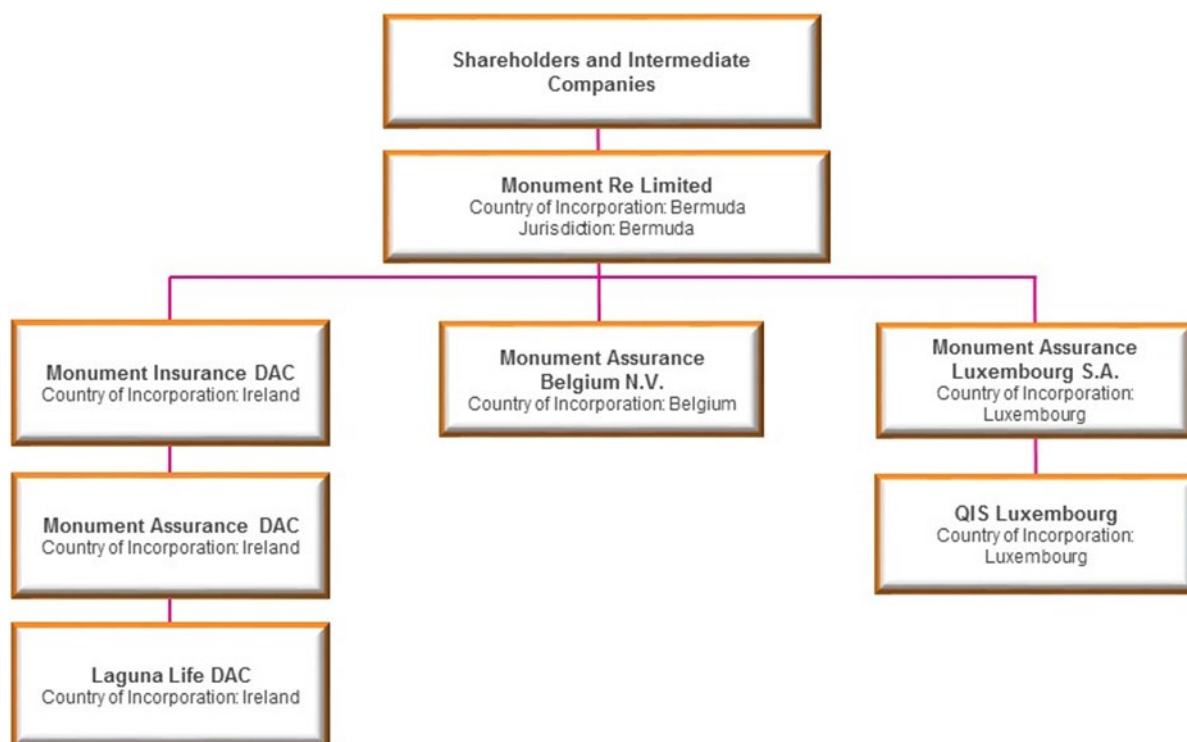 Shareholders and Intermediate
Companies
Monument Re Limited
Country of Incorporation: Bermuda
Jurisdiction: Bermuda
Monument Insurance DAC
Country of Incorporation: Ireland
Monument Assurance DAC
Country of Incorporation: Ireland
Laguna Life DAC
Country of Incorporation: Ireland
Monument Assurance
Belgium N.V.
Country of Incorporation: Belgium
Monument Assurance
Luxembourg S.A.
Country of Incorporation:
Luxembourg
QIS Luxembourg
Country of Incorporation:
Luxembourg